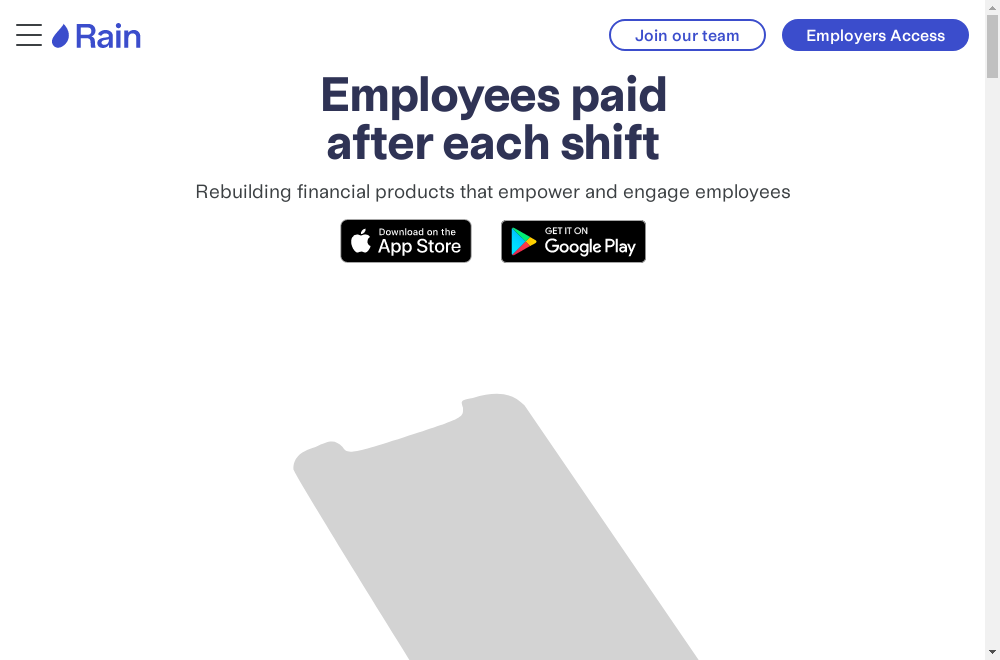 Rain
Join our team
Employers Access
Employees paid
after each shift
Rebuilding financial products that empower and engage employees
Download on the
App Store
GET IT ON
Google Play